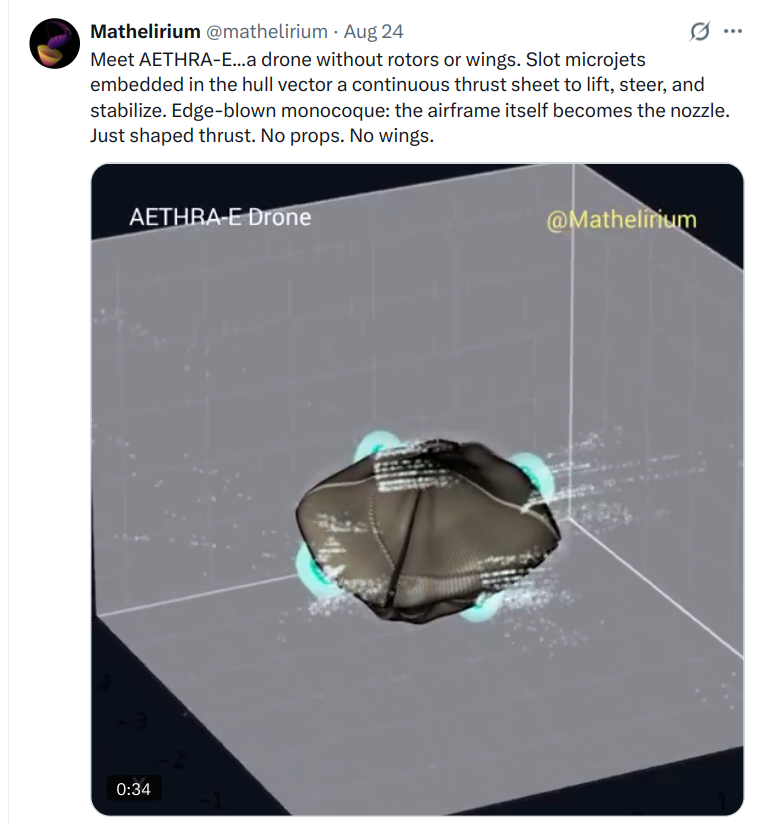 Mathelirium @mathelirium · Aug 24
Meet AETHRA-E...a drone without rotors or wings. Slot microjets
embedded in the hull vector a continuous thrust sheet to lift, steer, and
stabilize. Edge-blown monocoque: the airframe itself becomes the nozzle.
Just shaped thrust. No props. No wings.
AETHRA-E Drone
@Mathelirium
-4
-3
-2
-1
1
0:34